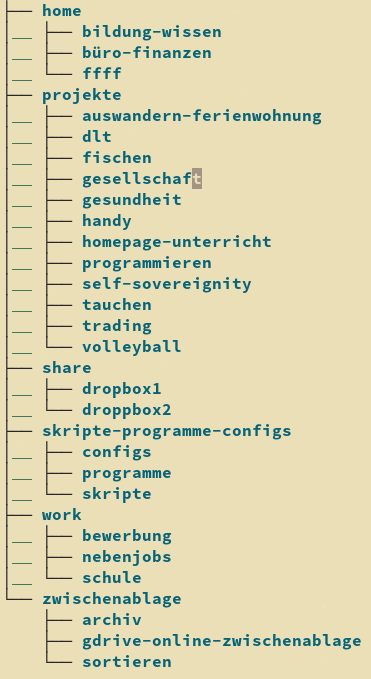 ├── home
│   ├── bildung-wissen
│   ├── büro-finanzen
│   └── ffff
├── projekte
│   ├── auswandern-ferienwohnung
│   ├── dlt
│   ├── fischen
│   ├── gesellschaft
│   ├── gesundheit
│   ├── handy
│   ├── homepage-unterricht
│   ├── programmieren
│   ├── self-sovereignity
│   ├── tauchen
│   ├── trading
│   └── volleyball
├── share
│   ├── dropbox1
│   └── droppbox2
├── skripte-programme-configs
│   ├── configs
│   ├── programme
│   └── skripte
├── work
│   ├── bewerbung
│   ├── nebenjobs
│   └── schule
└── zwischenablage
    ├── archiv
    ├── gdrive-online-zwischenablage
    └── sortieren